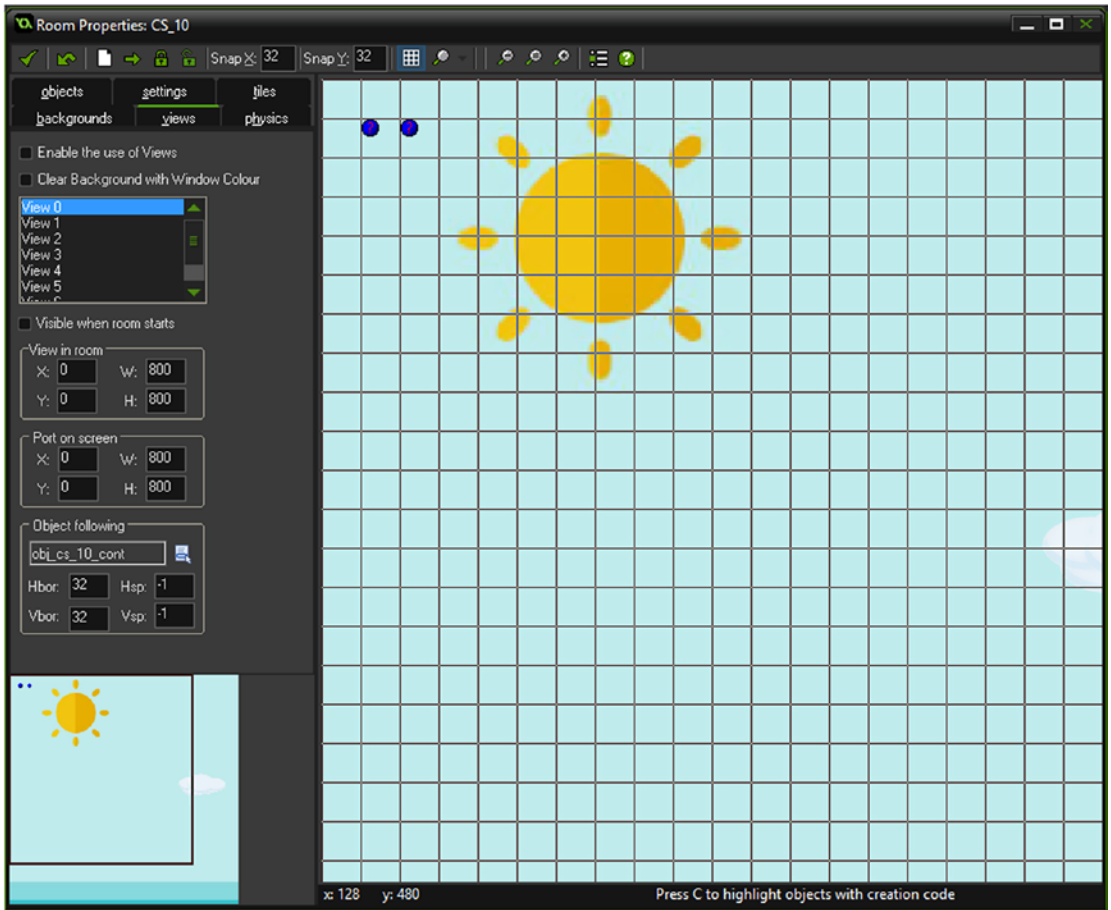 Room Properties: CS_10
Snap X: 32 Snap Y: 32
objects settings tiles
backgrounds views physics
Enable the use of Views
Clear Background with Window Colour
View 0
View 1
View 2
View 3
View 4
View 5
View 6
Visible when room starts
View in room
X: 0 W: 800
Y: 0 H: 800
Port on screen
X: 0 W: 800
Y: 0 H: 800
Object following
obj_cs_10_cont
Hbor: 32 Hsp: -1
Vbor: 32 Vsp: -1
x: 128 y: 480 Press C to highlight objects with creation code